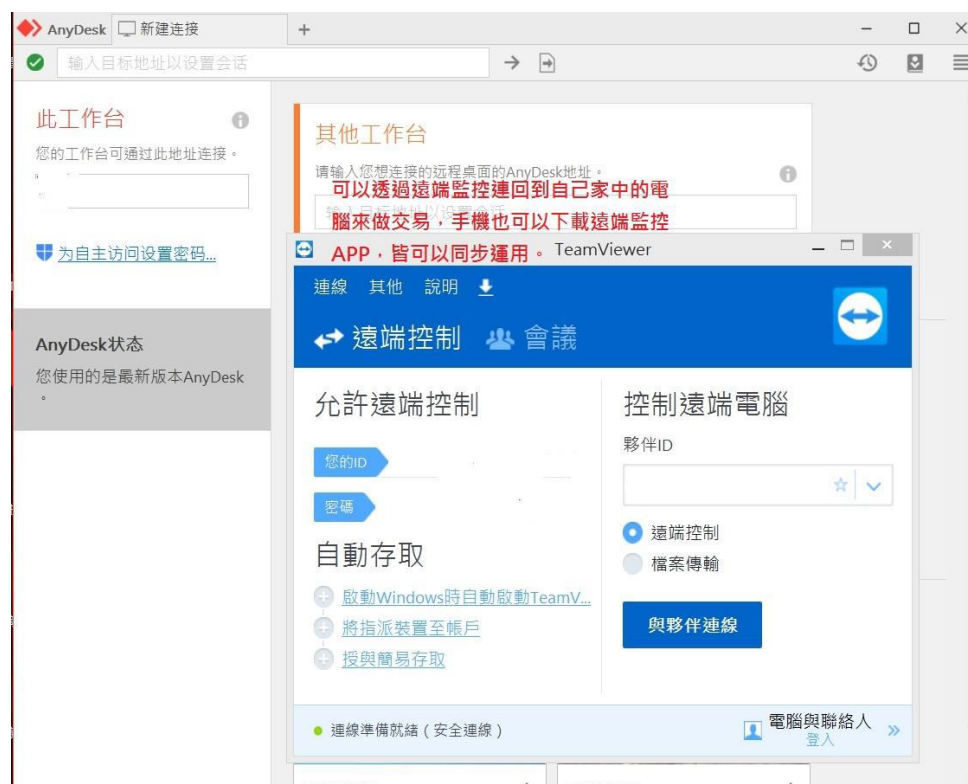 AnyDesk
新建连接
+
输入目标地址以设置会话
此工作台
您的工作台可通过此地址连接。
为自主访问设置密码...
AnyDesk状态
您使用的是最新版本AnyDesk
。
其他工作台
请输入您想连接的远程桌面的AnyDesk地址。
可以透過遠端監控連回到自己家中的電
腦來做交易，手機也可以下載遠端監控
APP，皆可以同步運用。
TeamViewer
連線 其他 說明
遠端控制 會議
允許遠端控制
您的ID
密碼
自動存取
啟動Windows時自動啟動TeamV...
將指派裝置至帳戶
授與簡易存取
控制遠端電腦
夥伴ID
遠端控制
檔案傳輸
與夥伴連線
連線準備就緒（安全連線）
電腦與聯絡人
登入